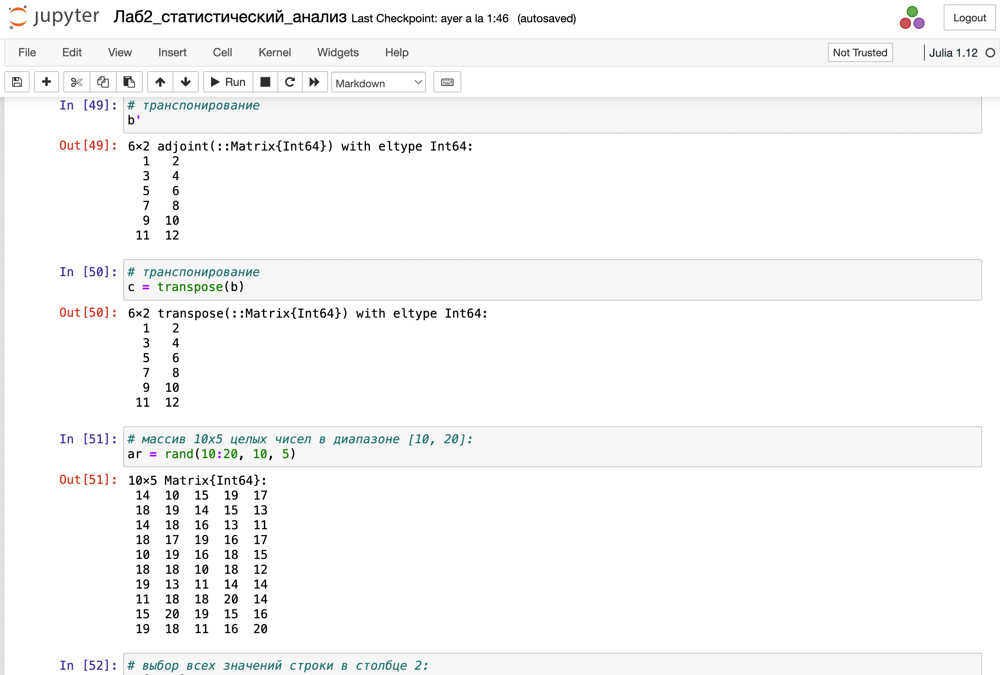 jupyter Лаб2_статистический_анализ Last Checkpoint: ayer a la 1:46 (autosaved) Logout
File Edit View Insert Cell Kernel Widgets Help Not Trusted Julia 1.12
Run Markdown
In [49]: # транспонирование
b'
Out[49]: 6×2 adjoint(::Matrix{Int64}) with eltype Int64:
1 2
3 4
5 6
7 8
9 10
11 12
In [50]: # транспонирование
c = transpose(b)
Out[50]: 6×2 transpose(::Matrix{Int64}) with eltype Int64:
1 2
3 4
5 6
7 8
9 10
11 12
In [51]: # массив 10x5 целых чисел в диапазоне [10, 20]:
ar = rand(10:20, 10, 5)
Out[51]: 10×5 Matrix{Int64}:
14 10 15 19 17
18 19 14 15 13
14 18 16 13 11
18 17 19 16 17
10 19 16 18 15
18 18 10 18 12
19 13 11 14 14
11 18 18 20 14
15 20 19 15 16
19 18 11 16 20
In [52]: # выбор всех значений строки в столбце 2: